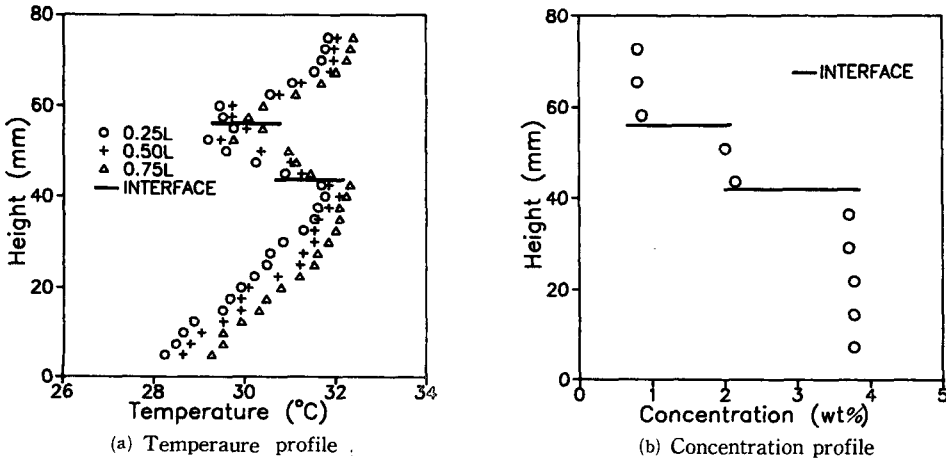 80
60
40
20
0
Height (mm)
0.25L
0.50L
0.75L
INTERFACE
26 28 30 32 34
Temperature (°C)
(a) Temperaure profile .
80
60
40
20
0
Height (mm)
INTERFACE
0 1 2 3 4 5
Concentration (wt%)
(b) Concentration profile